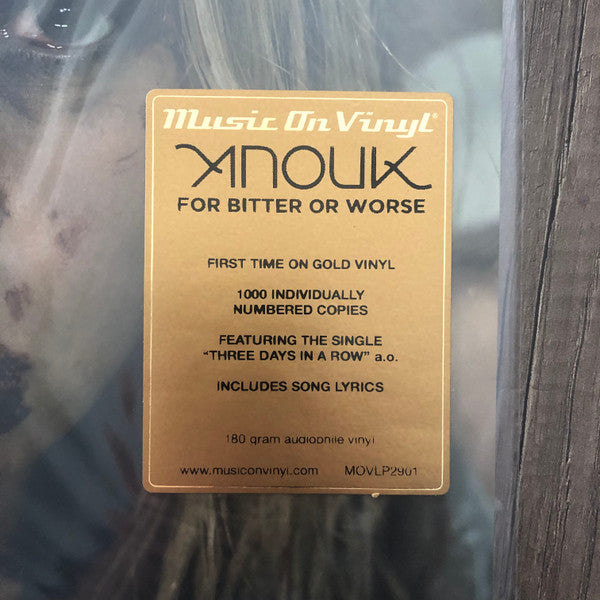 Music On Vinyl®
ANOUK
FOR BITTER OR WORSE
FIRST TIME ON GOLD VINYL
1000 INDIVIDUALLY
NUMBERED COPIES
FEATURING THE SINGLE
“THREE DAYS IN A ROW” a.o.
INCLUDES SONG LYRICS
180 gram audiophile vinyl
www.musiconvinyl.com MOVLP2901